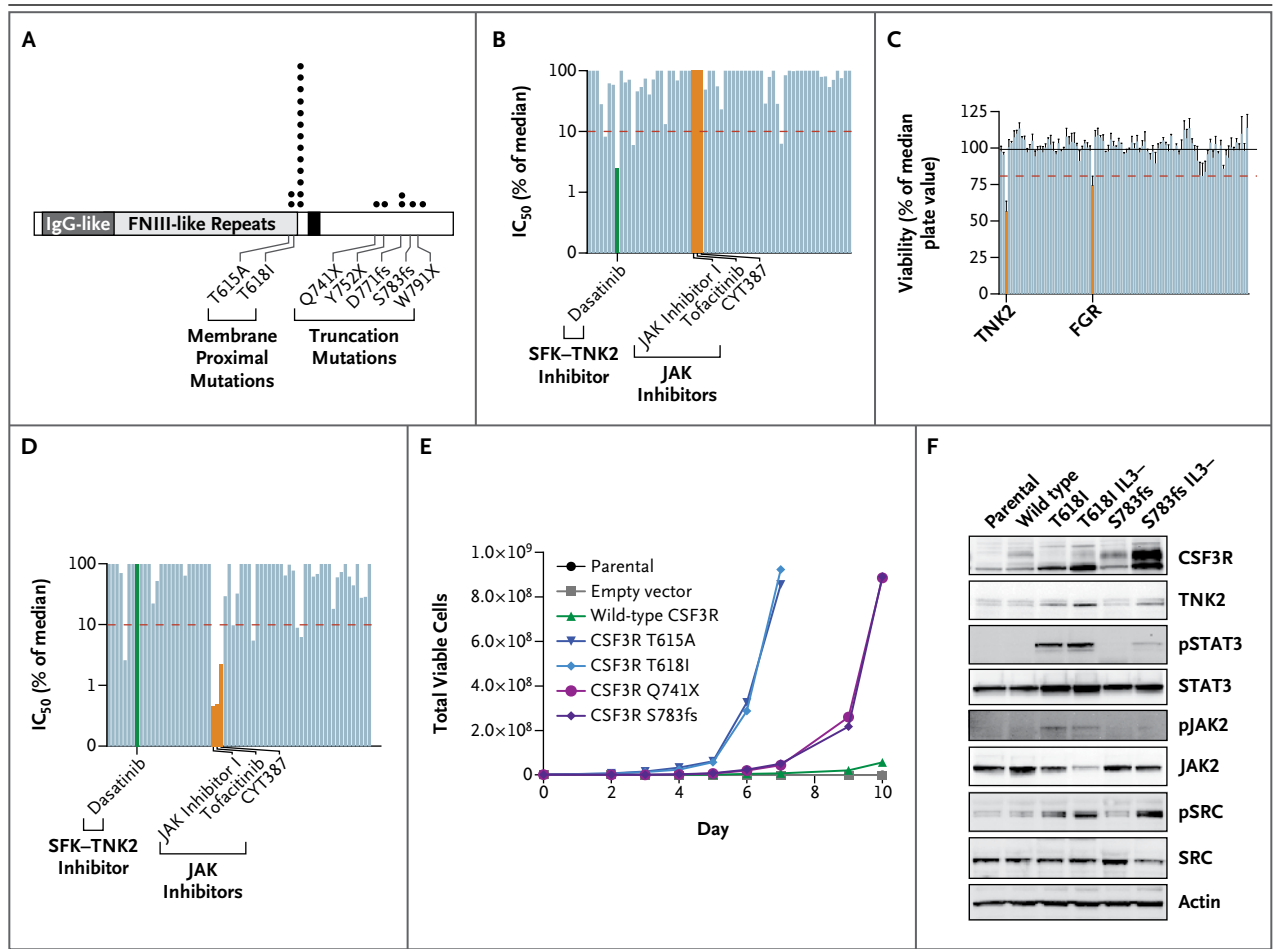 A
IgG-like
FNIII-like Repeats
T615A
T618I
Q741X
Y752X
D771fs
S783fs
W791X
Membrane
Proximal
Mutations
Truncation
Mutations
B
IC50 (% of median)
100
10
1
0
Dasatinib
JAK Inhibitor I
Tofacitinib
CYT387
SFK–TNK2
Inhibitor
JAK
Inhibitors
C
Viability (% of median
plate value)
125
100
75
50
25
0
TNK2
FGR
D
IC50 (% of median)
100
10
1
0
Dasatinib
JAK Inhibitor I
Tofacitinib
CYT387
SFK–TNK2
Inhibitor
JAK
Inhibitors
E
Total Viable Cells
1.0×10⁹
8.0×10⁸
6.0×10⁸
4.0×10⁸
2.0×10⁸
0
Parental
Empty vector
Wild-type CSF3R
CSF3R T615A
CSF3R T618I
CSF3R Q741X
CSF3R S783fs
0 2 4 6 8 10
Day
F
Parental
Wild type
T618I
T618I IL3–
S783fs
S783fs IL3–
CSF3R
TNK2
pSTAT3
STAT3
pJAK2
JAK2
pSRC
SRC
Actin